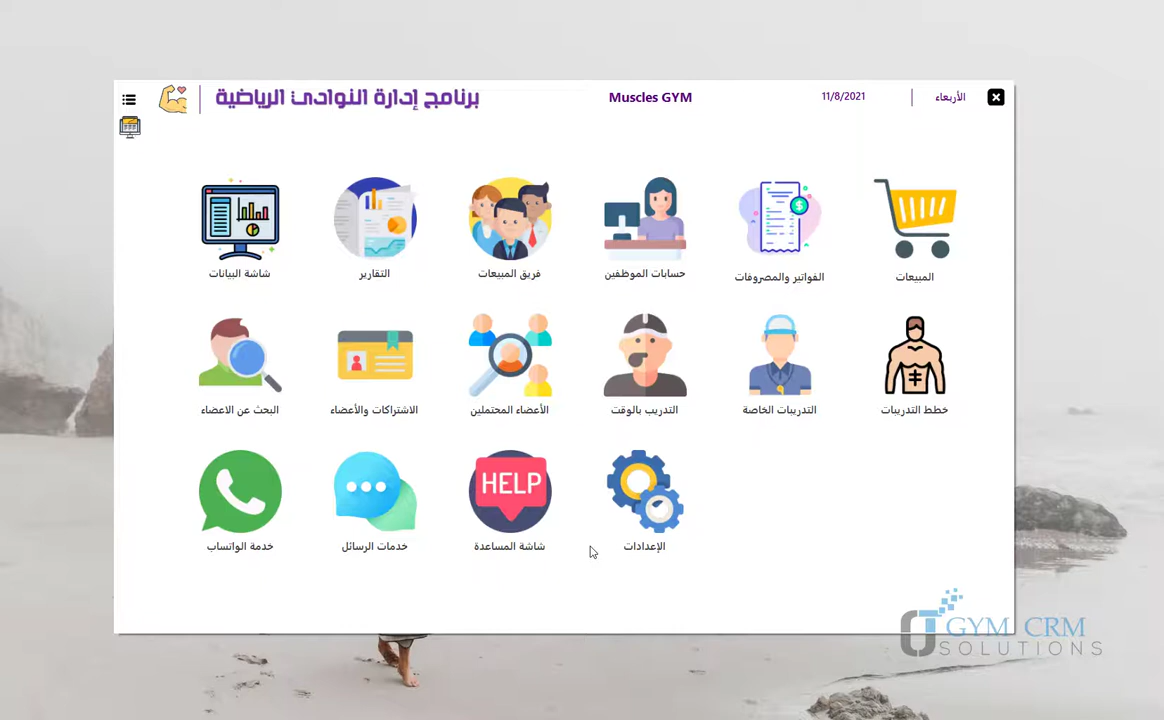 برنامج إدارة النوادى الرياضية
Muscles GYM
11/8/2021
الأربعاء
شاشة البيانات
التقارير
فريق المبيعات
حسابات الموظفين
الفواتير والمصروفات
المبيعات
البحث عن الاعضاء
الاشتراكات والأعضاء
الأعضاء المحتملين
التدريب بالوقت
التدريبات الخاصة
خطط التدريبات
HELP
خدمة الواتساب
خدمات الرسائل
شاشة المساعدة
الإعدادات
GYM CRM
SOLUTIONS